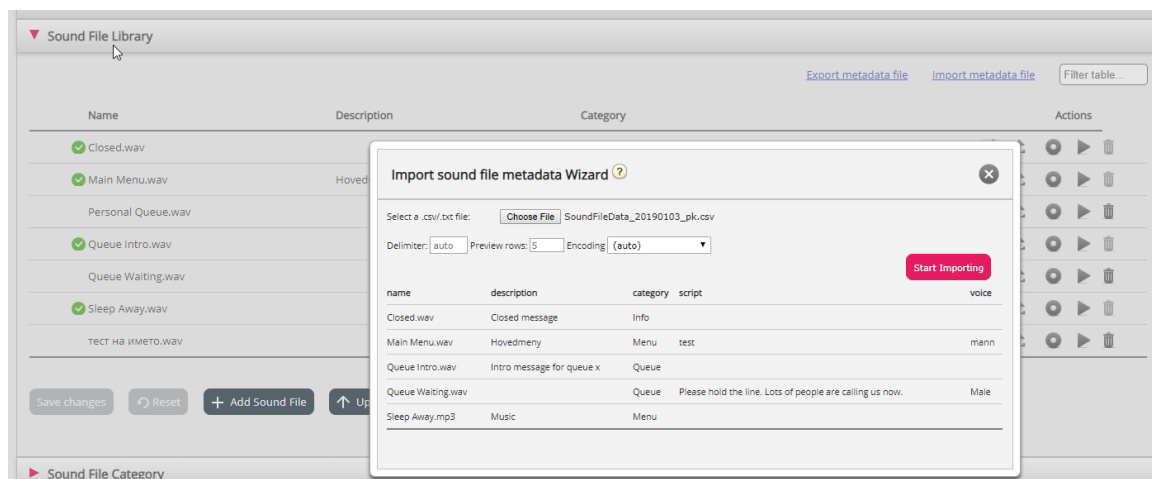 Sound File Library
Export metadata file Import metadata file Filter table...
Name Description Category Actions
Closed.wav
Main Menu.wav Hoved
Personal Queue.wav
Queue Intro.wav
Queue Waiting.wav
Sleep Away.wav
тест на името.wav
Save changes Reset + Add Sound File Up
Sound File Category
Import sound file metadata Wizard ?
Select a .csv/.txt file: Choose File SoundFileData_20190103_pk.csv
Delimiter: auto Preview rows: 5 Encoding (auto)
Start Importing
name description category script voice
Closed.wav Closed message Info
Main Menu.wav Hovedmeny Menu test mann
Queue Intro.wav Intro message for queue x Queue
Queue Waiting.wav Queue Please hold the line. Lots of people are calling us now. Male
Sleep Away.mp3 Music Menu